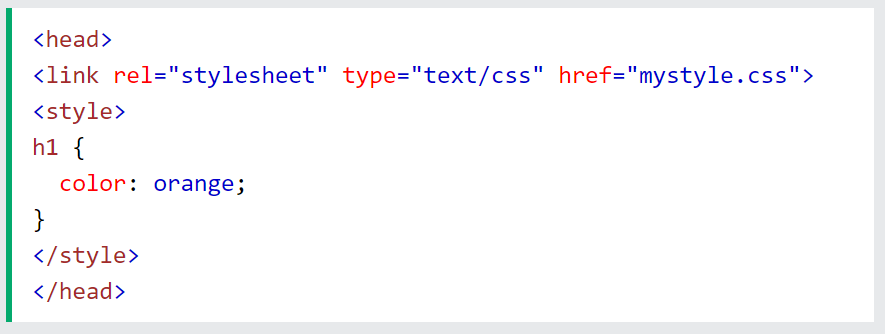 <head>
<link rel="stylesheet" type="text/css" href="mystyle.css">
<style>
h1 {
  color: orange;
}
</style>
</head>